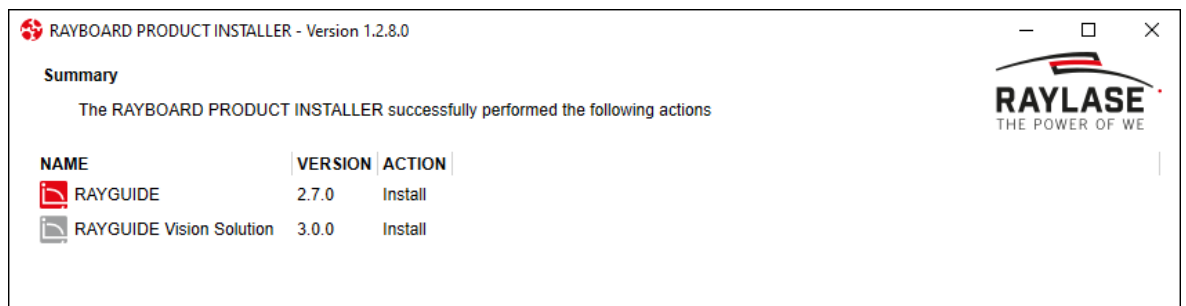 RAYBOARD PRODUCT INSTALLER - Version 1.2.8.0
Summary
The RAYBOARD PRODUCT INSTALLER successfully performed the following actions
RAYLASE
THE POWER OF WE
NAME VERSION ACTION
RAYGUIDE 2.7.0 Install
RAYGUIDE Vision Solution 3.0.0 Install